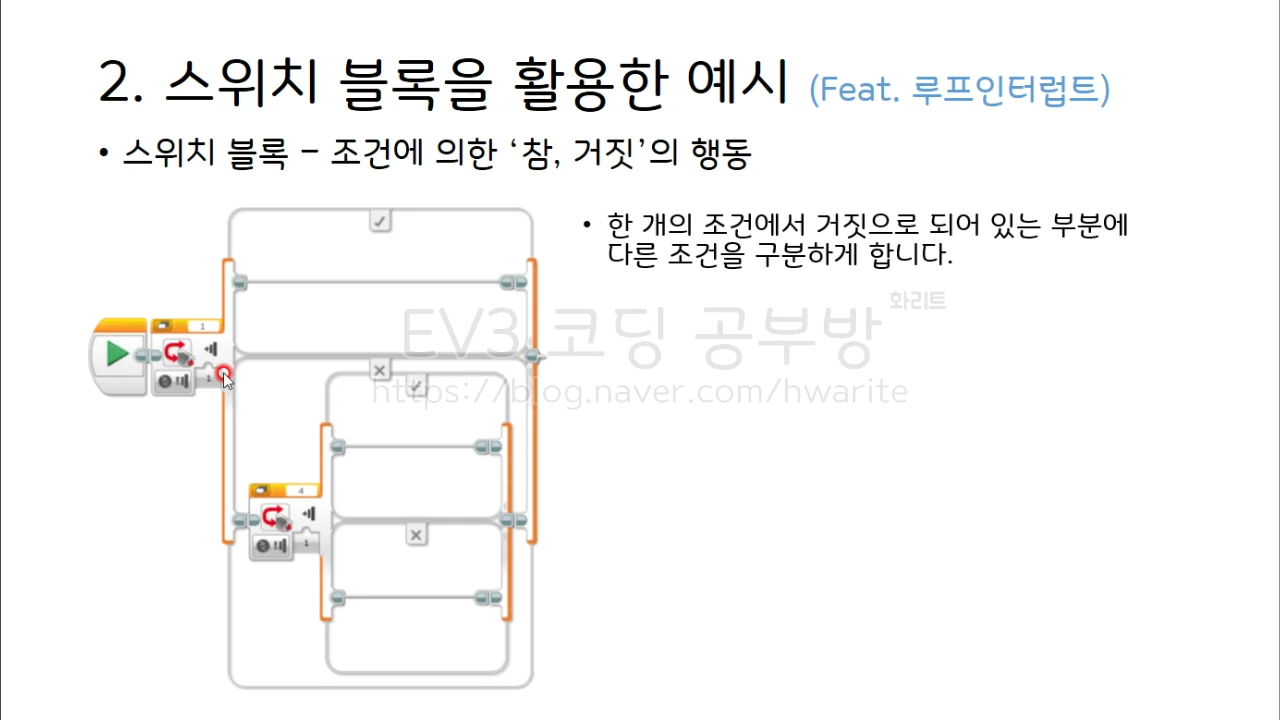 2. 스위치 블록을 활용한 예시 (Feat. 루프인터럽트)
• 스위치 블록 – 조건에 의한 ‘참, 거짓’의 행동
• 한 개의 조건에서 거짓으로 되어 있는 부분에
다른 조건을 구분하게 합니다.
화리트
EV3 코딩 공부방
https://blog.naver.com/hwarite
1
1
4
1